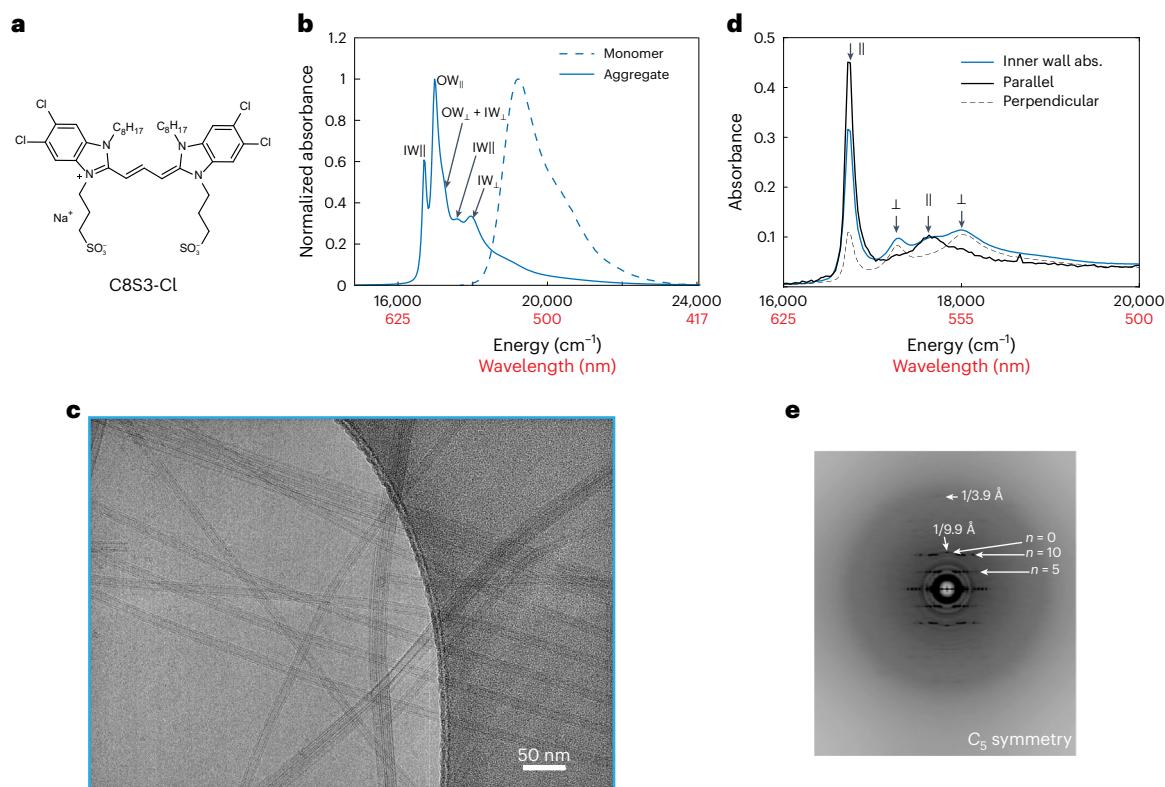 a
Cl
Cl
C8H17
C8H17
Cl
Cl
N
N
N
+
N
Na+
SO3−
SO3−
C8S3-Cl
b
Normalized absorbance
1.2
1
0.8
0.6
0.4
0.2
0
Monomer
Aggregate
OW||
OW⊥ + IW⊥
IW||
IW||
IW⊥
16,000 20,000 24,000
625 500 417
Energy (cm−1)
Wavelength (nm)
d
Absorbance
0.5
0.4
0.3
0.2
0.1
||
Inner wall abs.
Parallel
Perpendicular
⊥ || ⊥
16,000 18,000 20,000
625 555 500
Energy (cm−1)
Wavelength (nm)
c
50 nm
e
1/3.9 Å
1/9.9 Å
n = 0
n = 10
n = 5
C5 symmetry